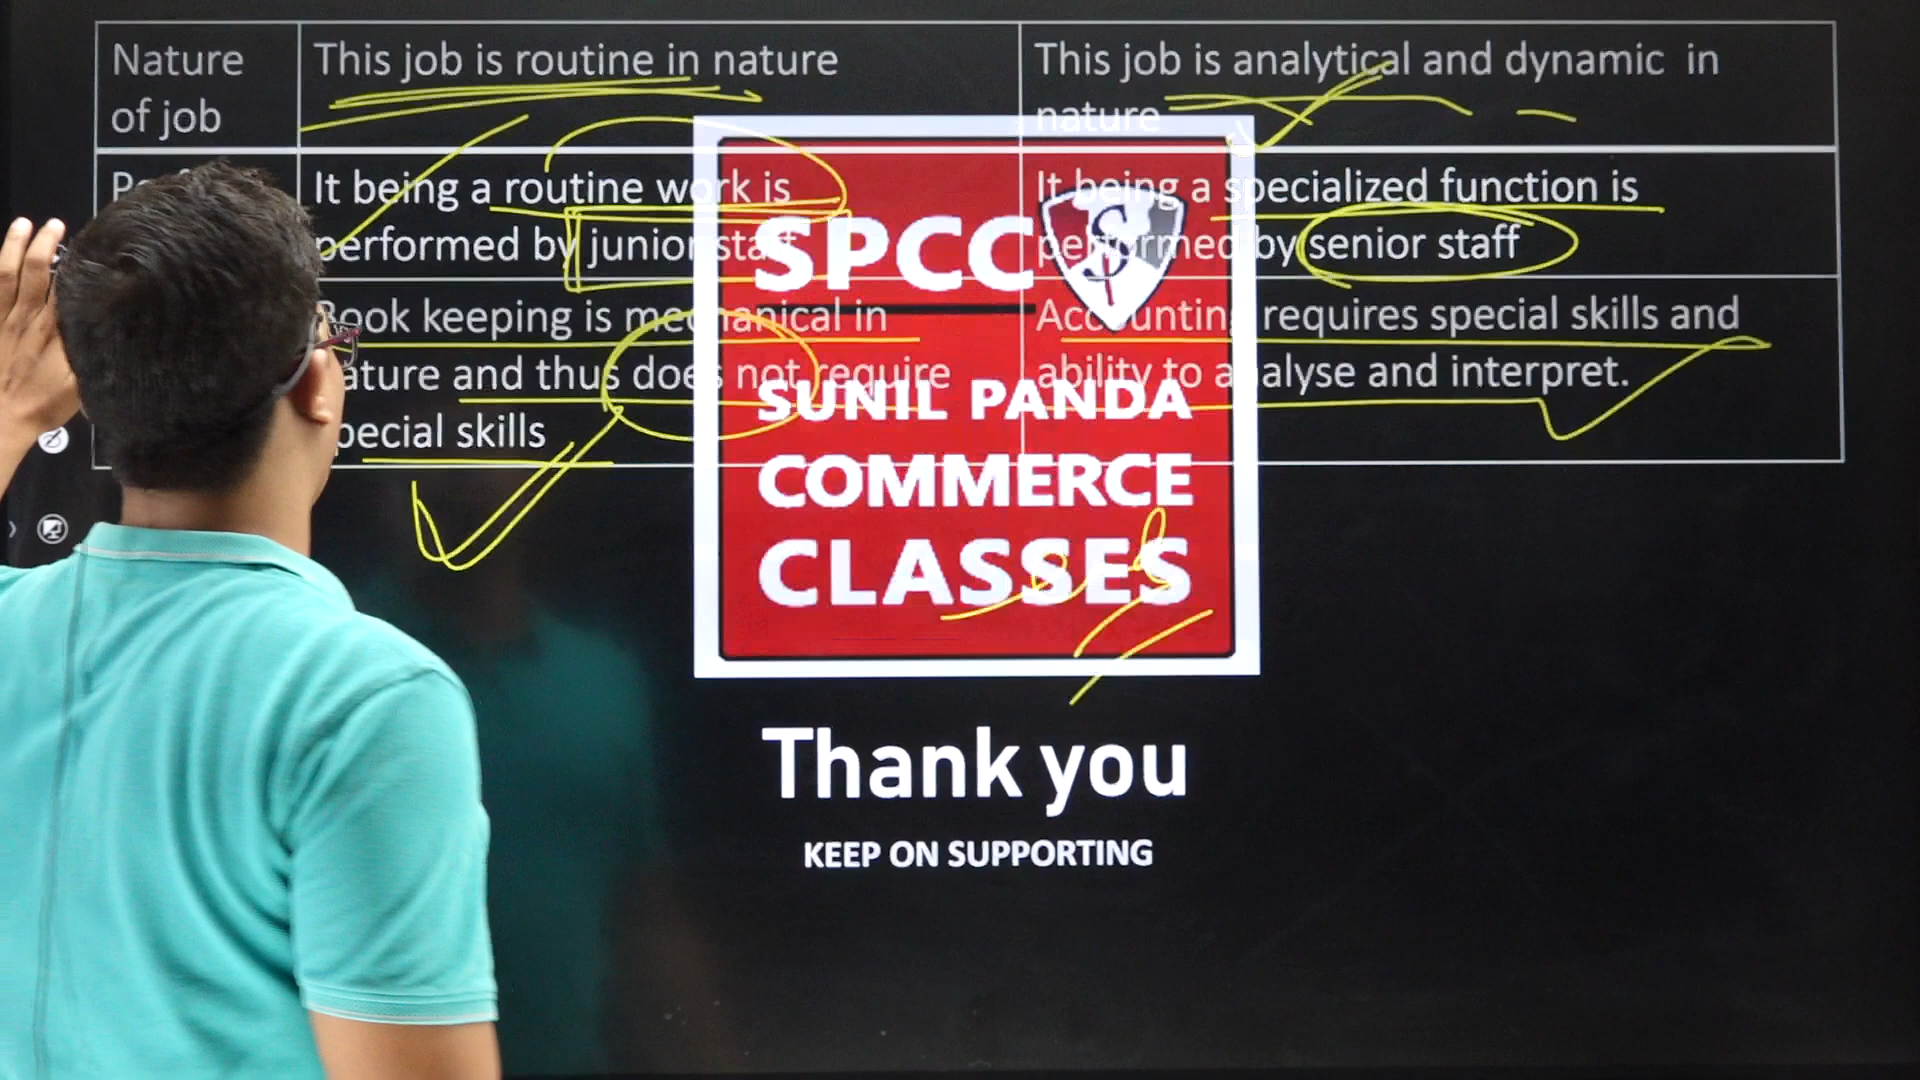 Nature
of job
This job is routine in nature
This job is analytical and dynamic in
nature
It being a routine work is
performed by junior staff
It being a specialized function is
performed by senior staff
Book keeping is mechanical in
nature and thus does not require
special skills
Accounting requires special skills and
ability to analyse and interpret.
SPCC
SUNIL PANDA
COMMERCE
CLASSES
Thank you
KEEP ON SUPPORTING